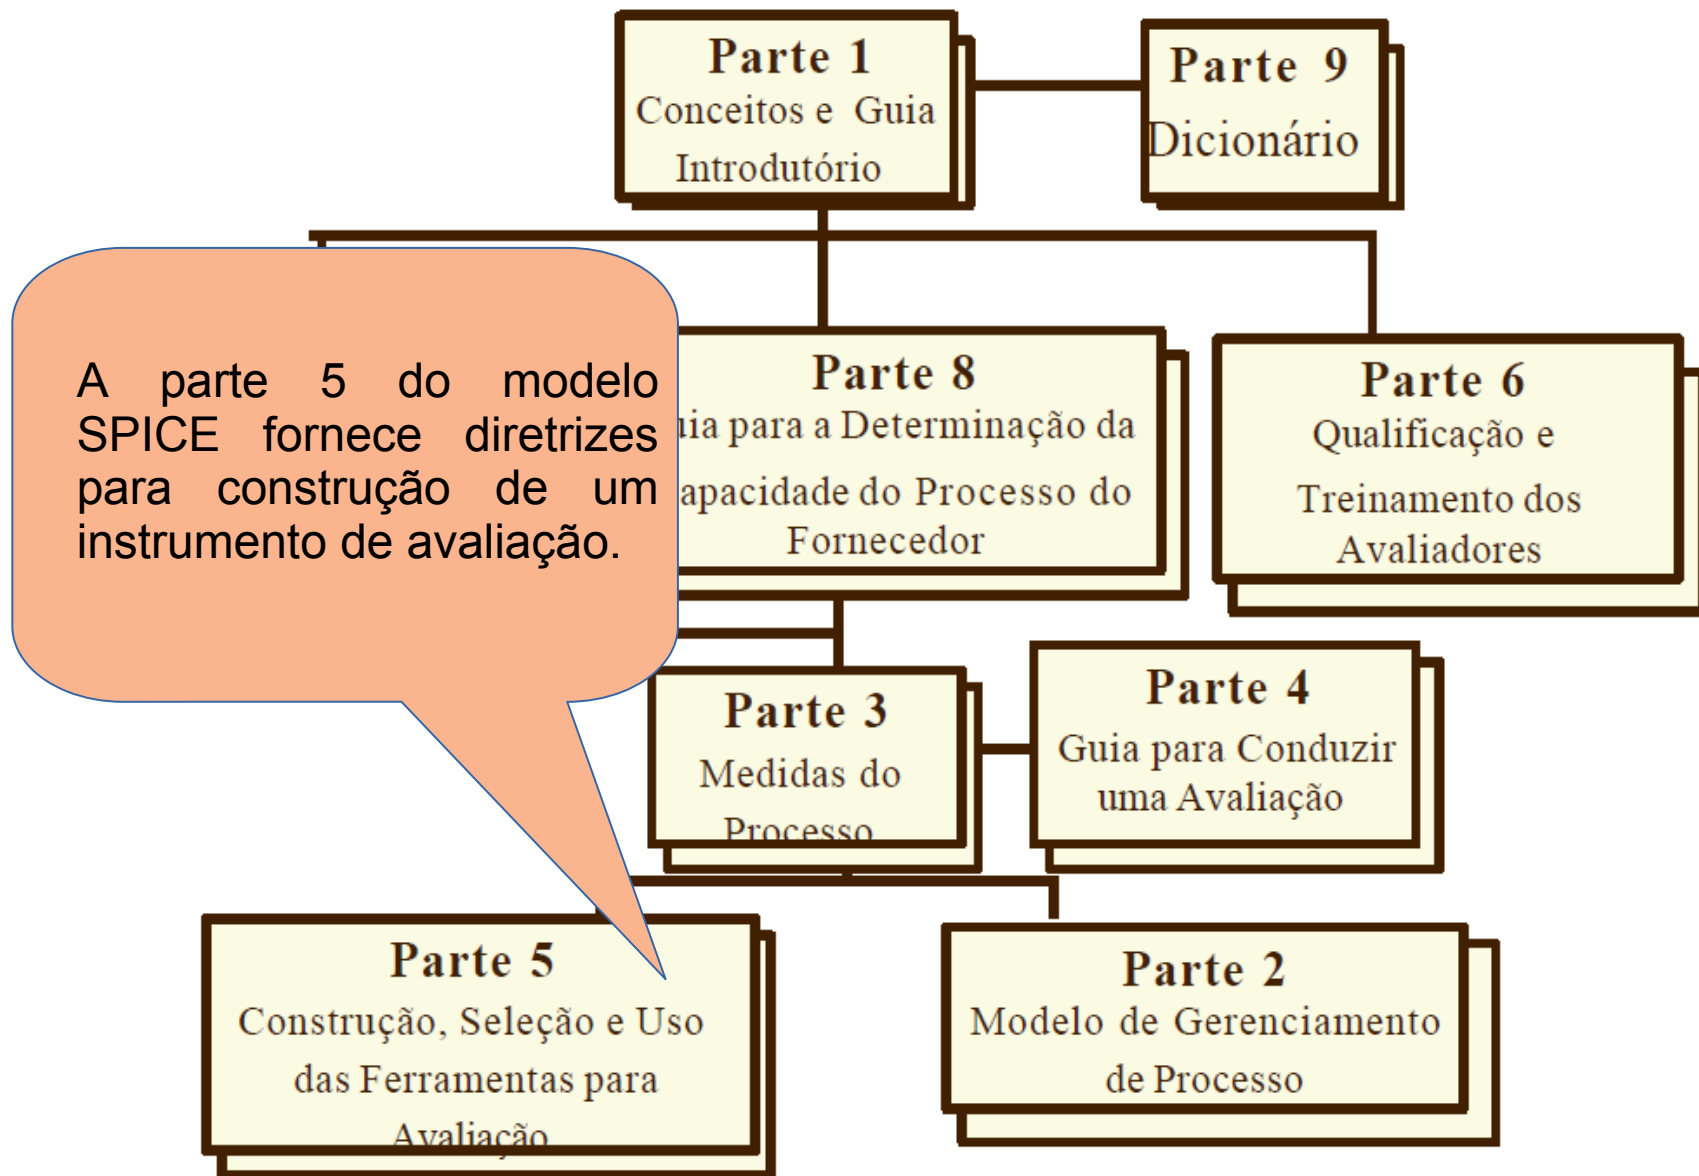 Parte 1
Conceitos e Guia
Introdutório
Parte 9
Dicionário
A parte 5 do modelo
SPICE fornece diretrizes
para construção de um
instrumento de avaliação.
Parte 8
para a Determinação da
do Processo do
Fornecedor
Parte 6
Qualificação e
Treinamento dos
Avaliadores
Parte 3
Medidas do
Processo
Parte 4
Guia para Conduzir
uma Avaliação
Parte 5
Construção, Seleção e Uso
das Ferramentas para
Avaliação
Parte 2
Modelo de Gerenciamento
de Processo